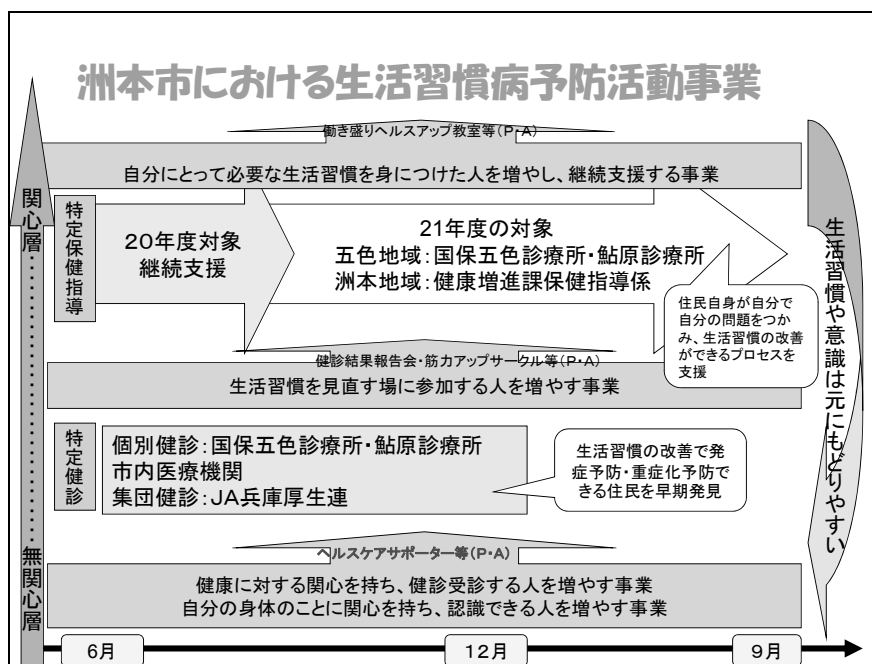 洲本市における生活習慣病予防活動事業
働き盛りヘルスアップ教室等(P・A)
自分にとって必要な生活習慣を身につけた人を増やし、継続支援する事業
関心層‥‥‥‥‥‥‥‥‥‥無関心層
特定保健指導
20年度対象
継続支援
21年度の対象
五色地域:国保五色診療所・鮎原診療所
洲本地域:健康増進課保健指導係
住民自身が自分で
自分の問題をつか
み、生活習慣の改善
ができるプロセスを
支援
生活習慣や意識は元にもどりやすい
健診結果報告会・筋力アップサークル等(P・A)
生活習慣を見直す場に参加する人を増やす事業
特定健診
個別健診:国保五色診療所・鮎原診療所
市内医療機関
集団健診:JA兵庫厚生連
生活習慣の改善で発
症予防・重症化予防で
きる住民を早期発見
ヘルスケアサポーター等(P・A)
健康に対する関心を持ち、健診受診する人を増やす事業
自分の身体のことに関心を持ち、認識できる人を増やす事業
6月
12月
9月